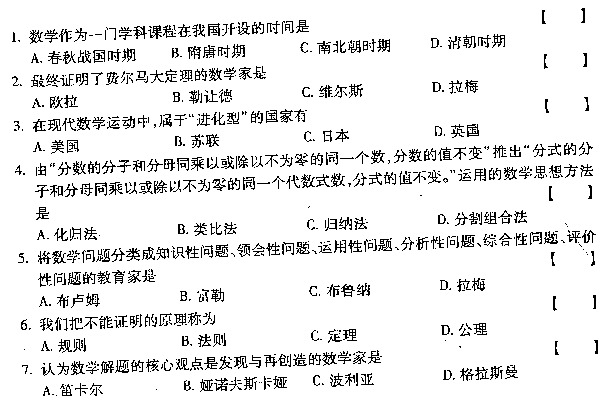 1. 数学作为一门学科课程在我国开设的时间是 【 】
A. 春秋战国时期 B. 隋唐时期 C. 南北朝时期 D. 清朝时期
2. 最终证明了费尔马大定理的数学家是 【 】
A. 欧拉 B. 勒让德 C. 维尔斯 D. 拉梅
3. 在现代数学运动中,属于“进化型”的国家有 【 】
A. 美国 B. 苏联 C. 日本 D. 英国
4. 由“分数的分子和分母同乘以或除以不为零的同一个数,分数的值不变”推出“分式的分
子和分母同乘以或除以不为零的同一个代数式数,分式的值不变。”运用的数学思想方法
是 【 】
A. 化归法 B. 类比法 C. 归纳法 D. 分割组合法
5. 将数学问题分类成知识性问题、领会性问题、运用性问题、分析性问题、综合性问题、评价
性问题的教育家是 【 】
A. 布卢姆 B. 富勒 C. 布鲁纳 D. 拉梅
6. 我们把不能证明的原理称为 【 】
A. 规则 B. 法则 C. 定理 D. 公理
7. 认为数学解题的核心观点是发现与再创造的数学家是 【 】
A. 笛卡尔 B. 娅诺夫斯卡娅 C. 波利亚 D. 格拉斯曼